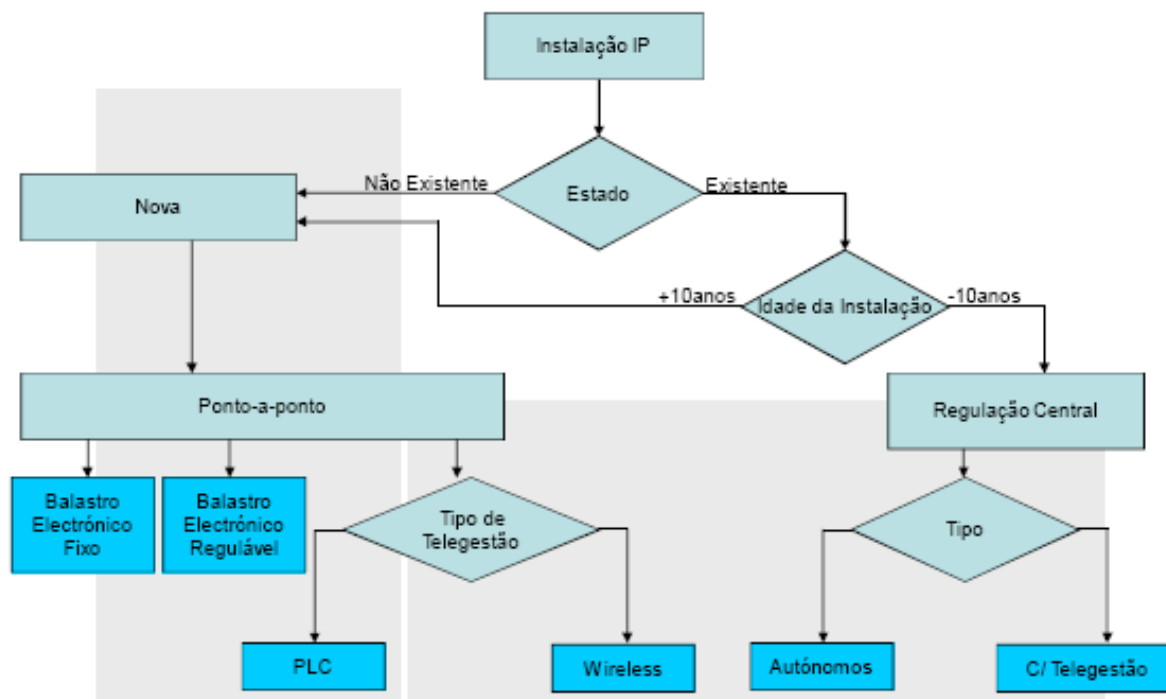 Instalação IP
Não Existente
Estado
Existente
Nova
+10anos
Idade da Instalação
-10anos
Ponto-a-ponto
Regulação Central
Balastro
Electrónico
Fixo
Balastro
Electrónico
Regulável
Tipo de
Telegestão
Tipo
PLC
Wireless
Autónomos
C/ Telegestão